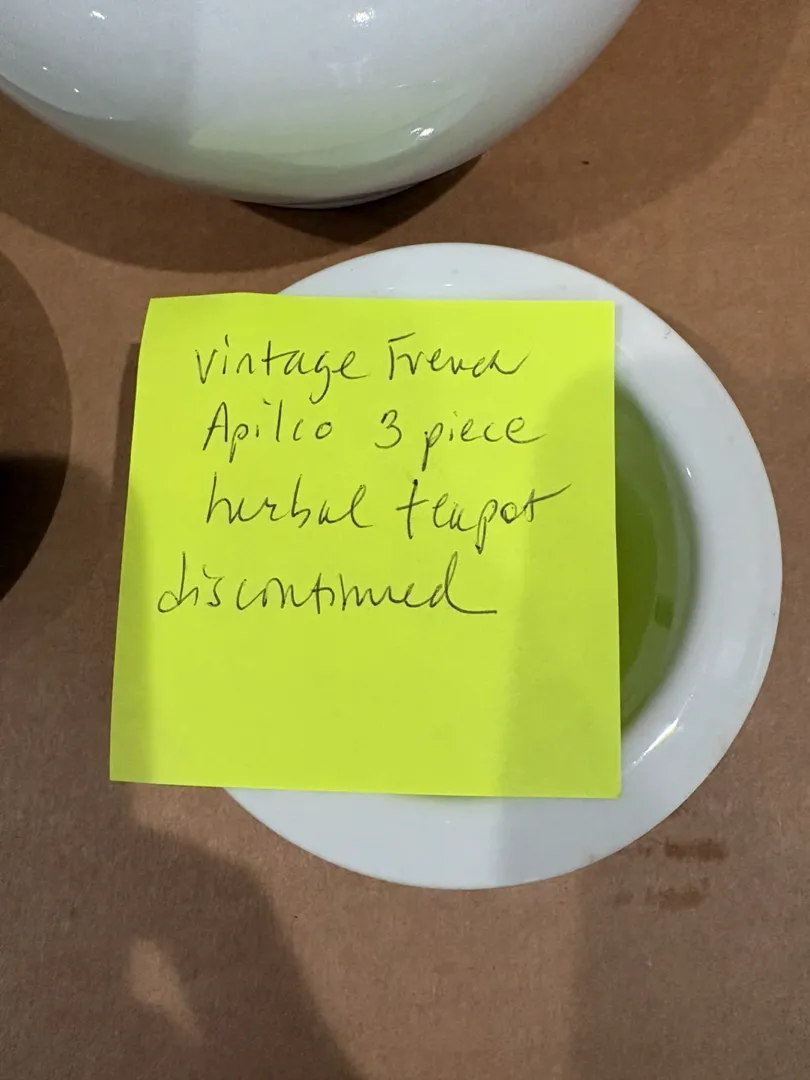 vintage French
Apilco 3 piece
herbal teapot
discontinued